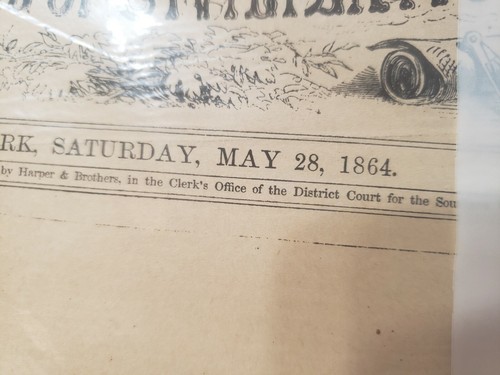 RK, SATURDAY, MAY 28, 1864.
by Harper & Brothers, in the Clerk's Office of the District Court for the Sou